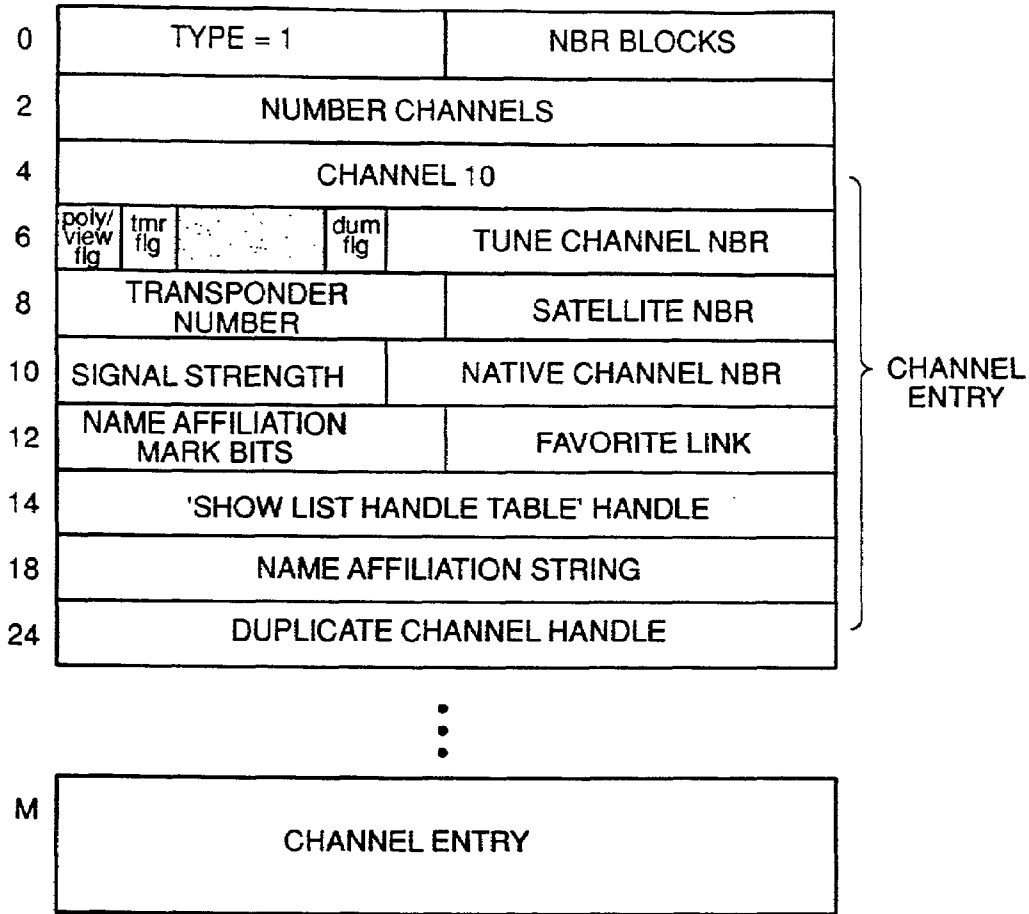 0 TYPE = 1 NBR BLOCKS
2 NUMBER CHANNELS
4 CHANNEL 10
6 poly/ view flg tmr flg dum flg TUNE CHANNEL NBR
8 TRANSPONDER NUMBER SATELLITE NBR
10 SIGNAL STRENGTH NATIVE CHANNEL NBR
12 NAME AFFILIATION MARK BITS FAVORITE LINK
14 'SHOW LIST HANDLE TABLE' HANDLE
18 NAME AFFILIATION STRING
24 DUPLICATE CHANNEL HANDLE
CHANNEL
ENTRY
M CHANNEL ENTRY